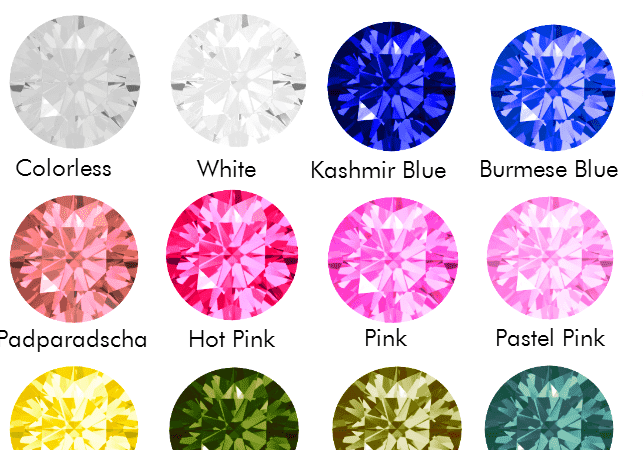 Colorless White Kashmir Blue Burmese Blue
Padparadscha Hot Pink Pink Pastel Pink